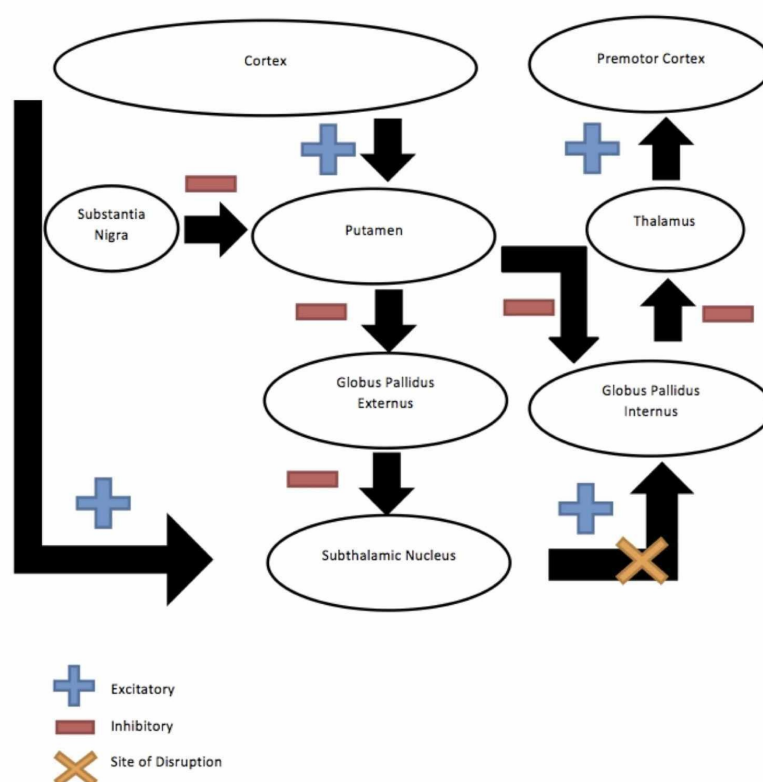 Cortex
Premotor Cortex
Substantia
Nigra
Putamen
Thalamus
Globus Pallidus
Externus
Globus Pallidus
Internus
Subthalamic Nucleus
Excitatory
Inhibitory
Site of Disruption